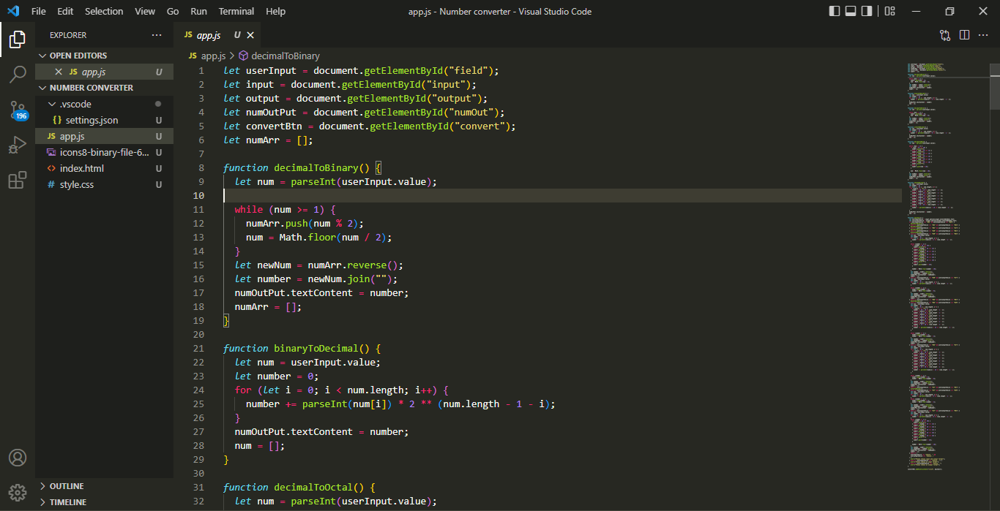 File Edit Selection View Go Run Terminal Help app.js - Number converter - Visual Studio Code
EXPLORER ...
JS app.js U
OPEN EDITORS
JS app.js U
NUMBER CONVERTER
.vscode
{} settings.json U
JS app.js U
icons8-binary-file-6... U
<> index.html U
# style.css U
196
OUTLINE
TIMELINE
JS app.js > decimalToBinary
1 let userInput = document.getElementById("field");
2 let input = document.getElementById("input");
3 let output = document.getElementById("output");
4 let numOutPut = document.getElementById("numOut");
5 let convertBtn = document.getElementById("convert");
6 let numArr = [];
7
8 function decimalToBinary() {
9 let num = parseInt(userInput.value);
10
11 while (num >= 1) {
12 numArr.push(num % 2);
13 num = Math.floor(num / 2);
14 }
15 let newNum = numArr.reverse();
16 let number = newNum.join("");
17 numOutPut.textContent = number;
18 numArr = [];
19 }
20
21 function binaryToDecimal() {
22 let num = userInput.value;
23 let number = 0;
24 for (let i = 0; i < num.length; i++) {
25 number += parseInt(num[i]) * 2 ** (num.length - 1 - i);
26 }
27 numOutPut.textContent = number;
28 num = [];
29 }
30
31 function decimalToOctal() {
32 let num = parseInt(userInput.value);